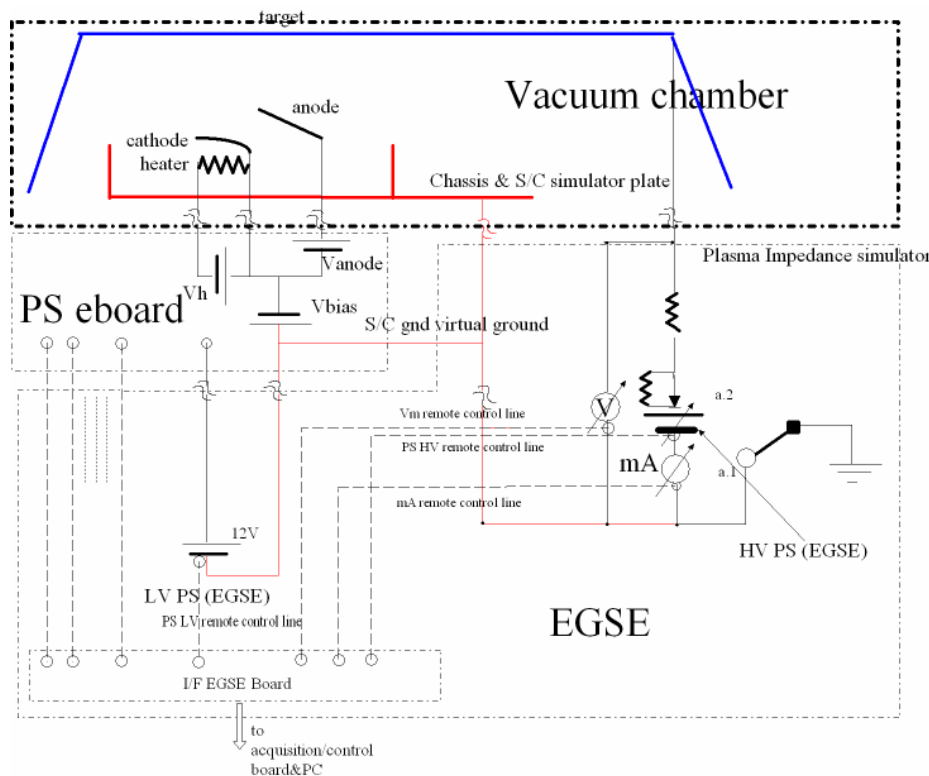 target
Vacuum chamber
anode
cathode
heater
Chassis & S/C simulator plate
Vanode
Plasma Impedance simulator
Vh
PS eboard
Vbias
S/C gnd virtual ground
a.2
V
Vm remote control line
PS HV remote control line
mA
a.1
mA remote control line
12V
HV PS (EGSE)
LV PS (EGSE)
PS LV remote control line
EGSE
I/F EGSE Board
to
acquisition/control
board&PC